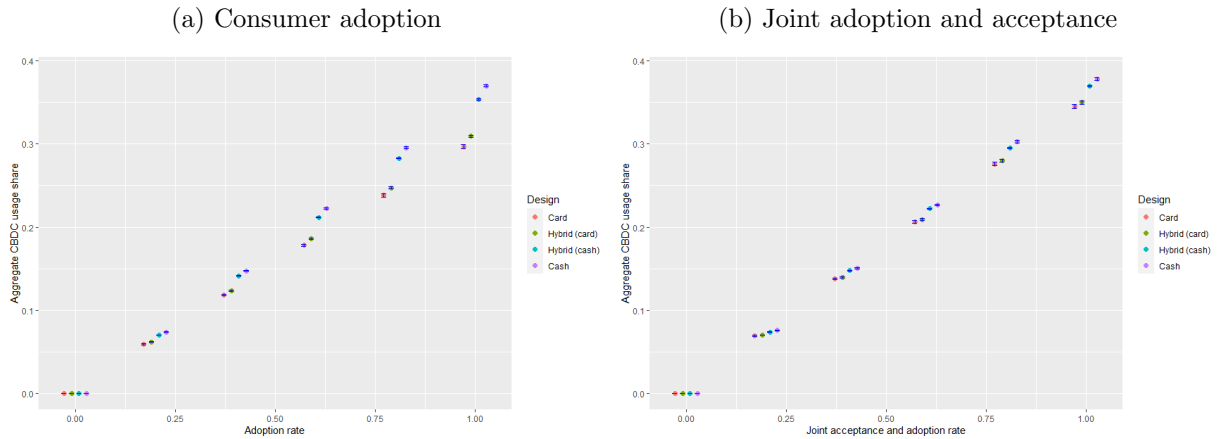 (a) Consumer adoption
0.4
0.3
0.2
0.1
0.0
Aggregate CBDC usage share
0.00 0.25 0.50 0.75 1.00
Adoption rate
Design
Card
Hybrid (card)
Hybrid (cash)
Cash
(b) Joint adoption and acceptance
0.4
0.3
0.2
0.1
0.0
Aggregate CBDC usage share
0.00 0.25 0.50 0.75 1.00
Joint acceptance and adoption rate
Design
Card
Hybrid (card)
Hybrid (cash)
Cash